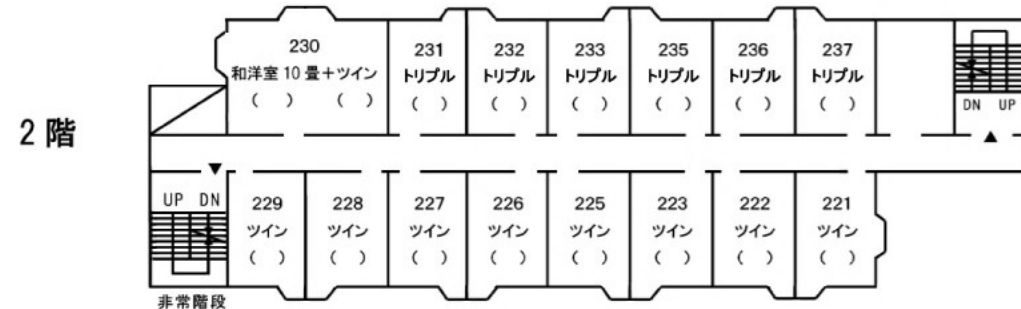 2階
230
和洋室10畳+ツイン
( ) ( )
231
トリプル
( )
232
トリプル
( )
233
トリプル
( )
235
トリプル
( )
236
トリプル
( )
237
トリプル
( )
DN UP
▲
▼
UP DN
229
ツイン
( )
228
ツイン
( )
227
ツイン
( )
226
ツイン
( )
225
ツイン
( )
223
ツイン
( )
222
ツイン
( )
221
ツイン
( )
非常階段